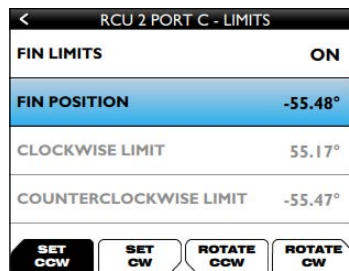 < RCU 2 PORT C - LIMITS
FIN LIMITS ON
FIN POSITION -55.48°
CLOCKWISE LIMIT 55.17°
COUNTERCLOCKWISE LIMIT -55.47°
SET CCW SET CW ROTATE CCW ROTATE CW